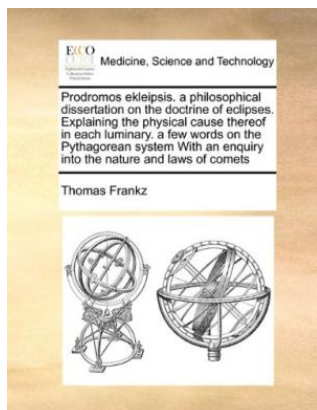 ECCO
Medicine, Science and Technology
Prodromos ekleipsis. a philosophical
dissertation on the doctrine of eclipses.
Explaining the physical cause thereof
in each luminary. a few words on the
Pythagorean system With an enquiry
into the nature and laws of comets
Thomas Frankz